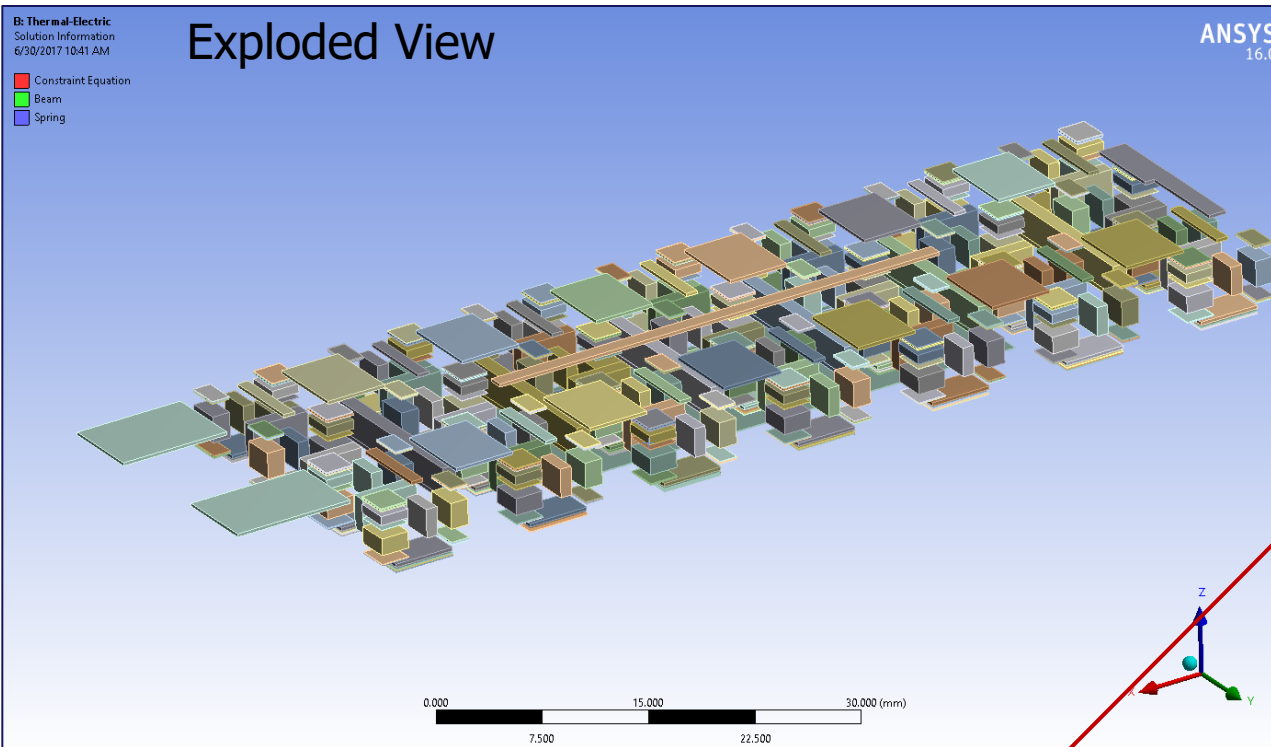 B: Thermal-Electric
Solution Information
6/30/2017 10:41 AM
Exploded View
ANSYS
16.0
Constraint Equation
Beam
Spring
Z
X
Y
0.000 15.000 30.000 (mm)
7.500 22.500